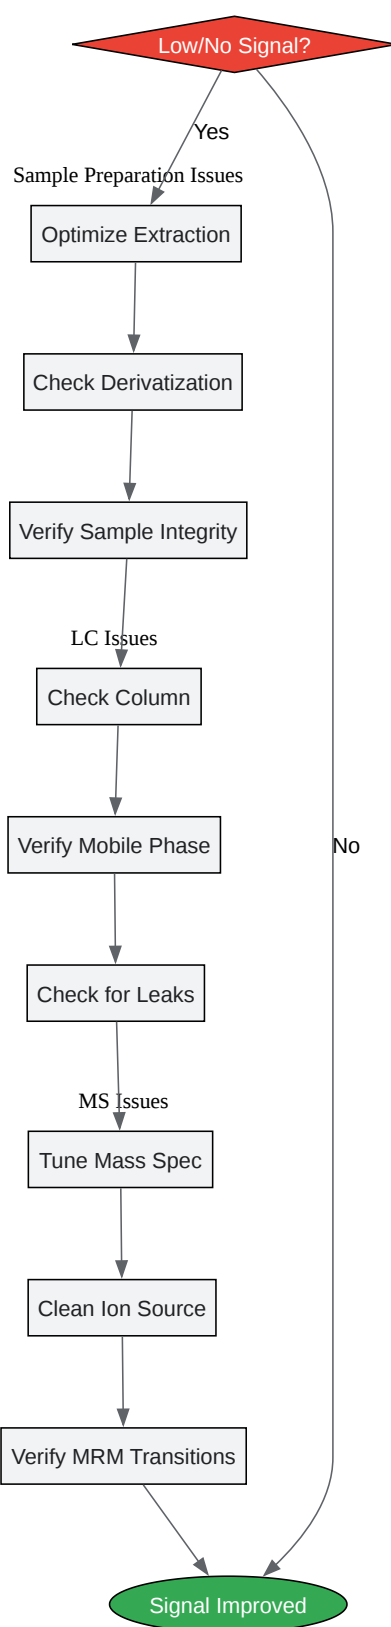 Low/No Signal?
Yes
Sample Preparation Issues
Optimize Extraction
Check Derivatization
Verify Sample Integrity
LC Issues
Check Column
Verify Mobile Phase
No
Check for Leaks
MS Issues
Tune Mass Spec
Clean Ion Source
Verify MRM Transitions
Signal Improved